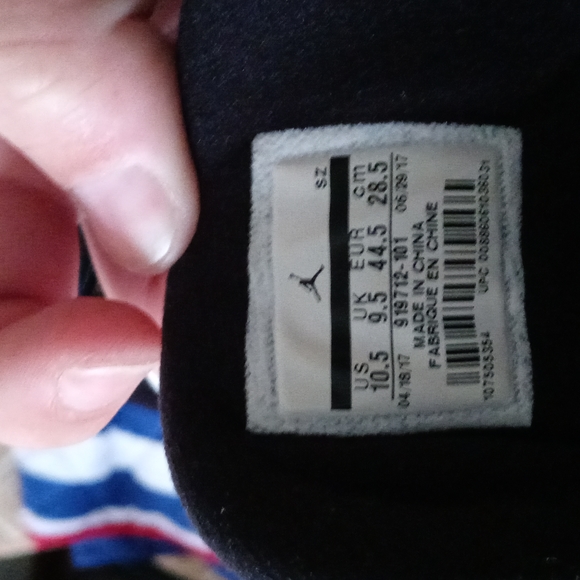 SZ
US UK EUR cm
10.5 9.5 44.5 28.5
04/18/17 919712-101 06/29/17
MADE IN CHINA
FABRIQUE EN CHINE
107505354